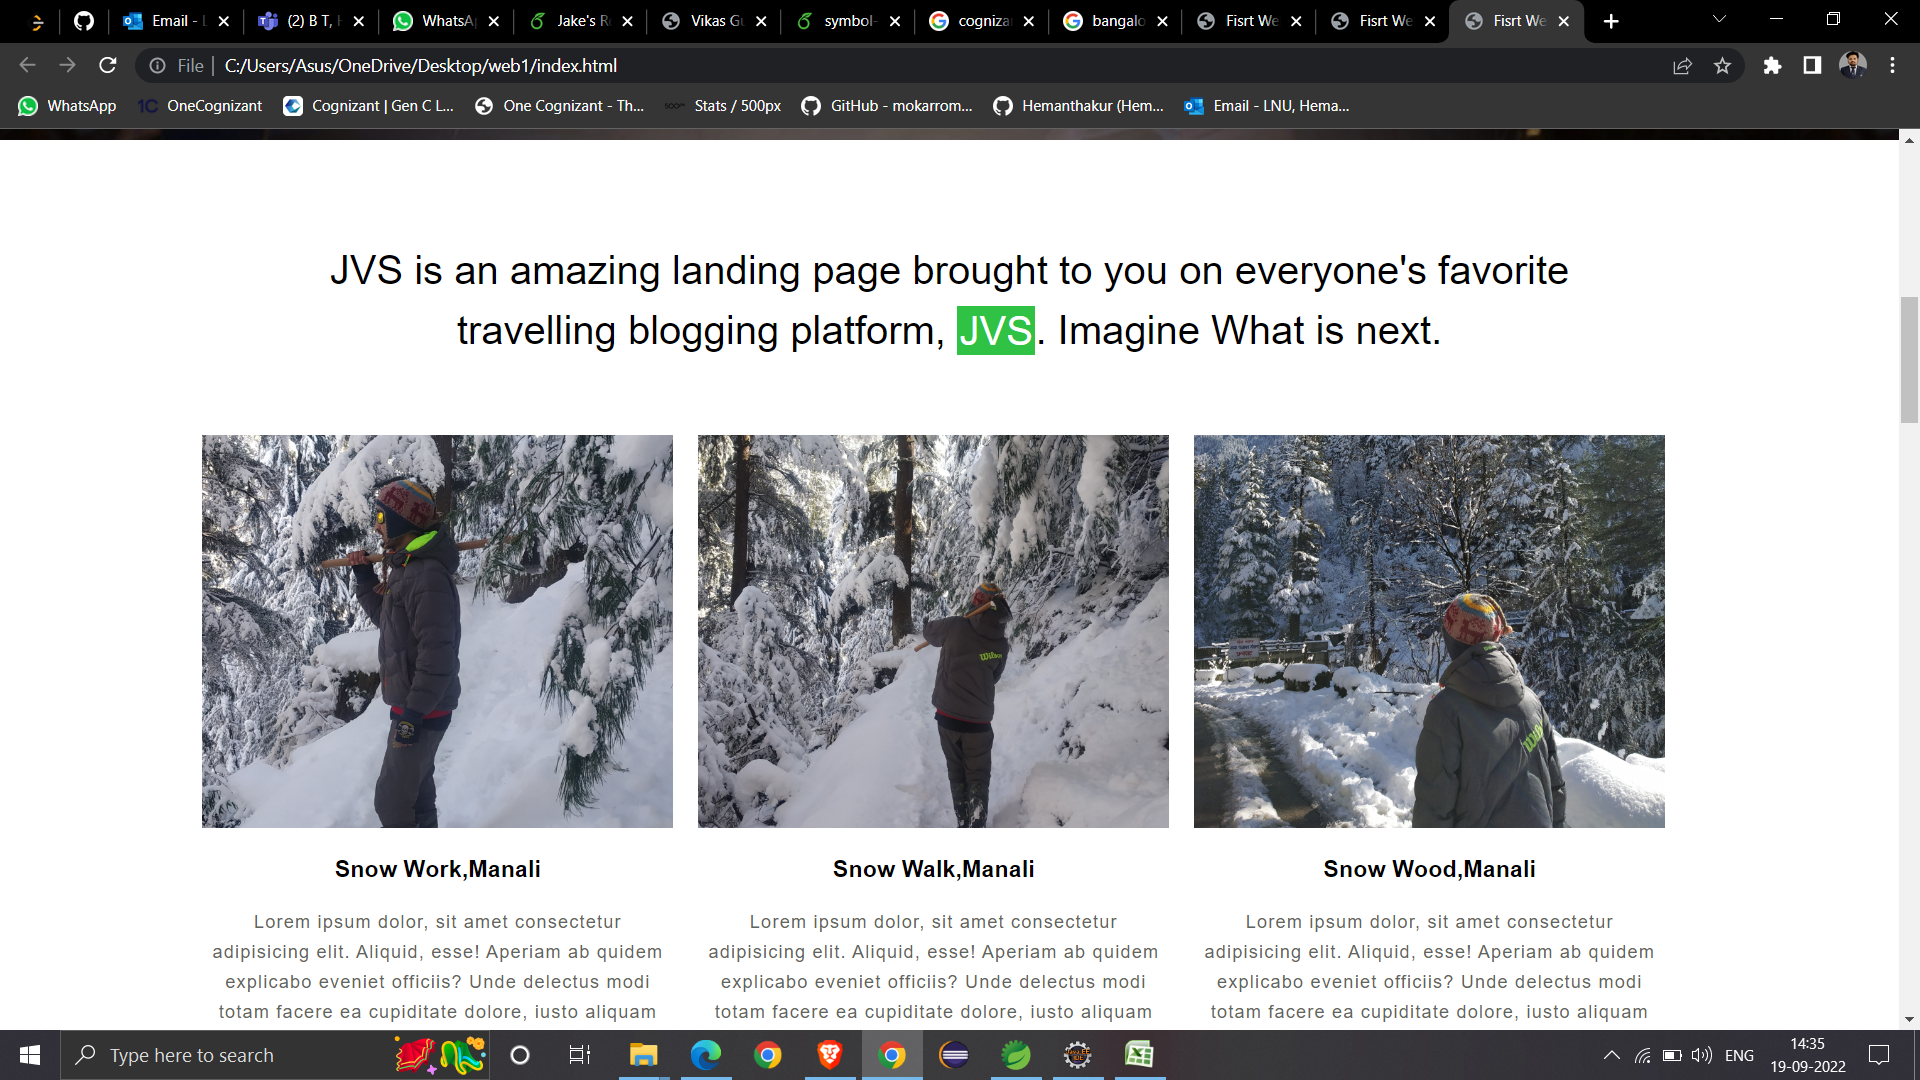 Email - L
(2) B T, H
WhatsAp
Jake's Re
Vikas Gu
symbol-
cognizan
bangalo
Fisrt We
Fisrt We
Fisrt We
File
C:/Users/Asus/OneDrive/Desktop/web1/index.html
WhatsApp
OneCognizant
Cognizant | Gen C L...
One Cognizant - Th...
Stats / 500px
GitHub - mokarrom...
Hemanthakur (Hem...
Email - LNU, Hema...
JVS is an amazing landing page brought to you on everyone's favorite
travelling blogging platform, JVS. Imagine What is next.
Wilson
Snow Work,Manali
Lorem ipsum dolor, sit amet consectetur
adipisicing elit. Aliquid, esse! Aperiam ab quidem
explicabo eveniet officiis? Unde delectus modi
totam facere ea cupiditate dolore, iusto aliquam
Snow Walk,Manali
Lorem ipsum dolor, sit amet consectetur
adipisicing elit. Aliquid, esse! Aperiam ab quidem
explicabo eveniet officiis? Unde delectus modi
totam facere ea cupiditate dolore, iusto aliquam
Snow Wood,Manali
Lorem ipsum dolor, sit amet consectetur
adipisicing elit. Aliquid, esse! Aperiam ab quidem
explicabo eveniet officiis? Unde delectus modi
totam facere ea cupiditate dolore, iusto aliquam
Type here to search
ENG
14:35
19-09-2022